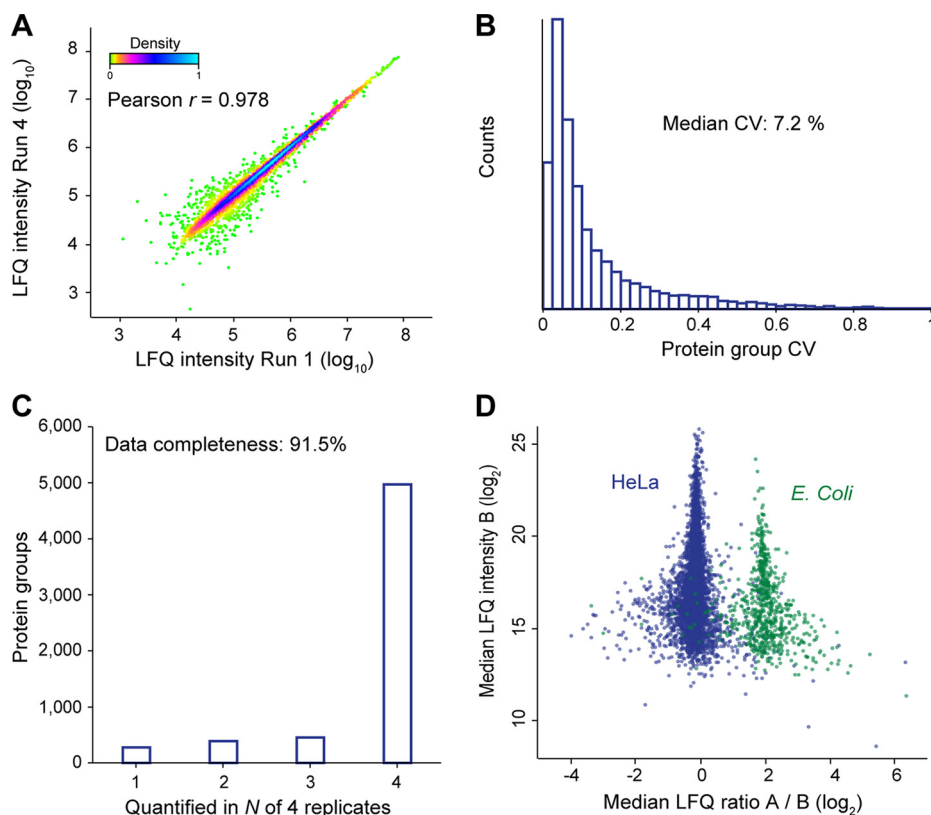 A
Density
0 1
Pearson r = 0.978
8
7
6
5
4
3
3 4 5 6 7 8
LFQ intensity Run 4 (log10)
LFQ intensity Run 1 (log10)
B
Median CV: 7.2 %
Counts
0 0.2 0.4 0.6 0.8 1
Protein group CV
C
Data completeness: 91.5%
6,000
5,000
4,000
3,000
2,000
1,000
0
Protein groups
1 2 3 4
Quantified in N of 4 replicates
D
HeLa
E. Coli
25
20
15
10
Median LFQ intensity B (log2)
-4 -2 0 2 4 6
Median LFQ ratio A / B (log2)